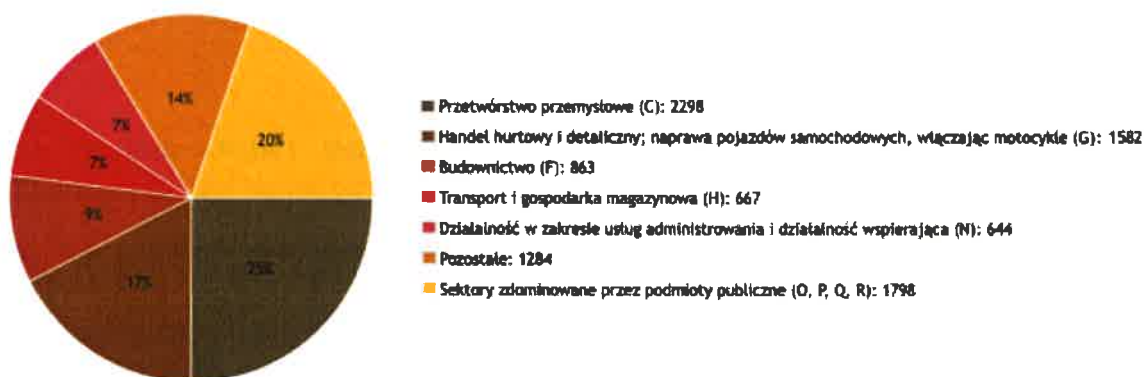 14%
7%
20%
7%
9%
17%
25%
Przetwórstwo przemysłowe (C): 2298
Handel hurtowy i detaliczny; naprawa pojazdów samochodowych, włączając motocykle (G): 1582
Budownictwo (F): 863
Transport i gospodarka magazynowa (H): 667
Działalność w zakresie usług administrowania i działalność wspierająca (N): 644
Pozostałe: 1284
Sektory zdominowane przez podmioty publiczne (O, P, Q, R): 1798